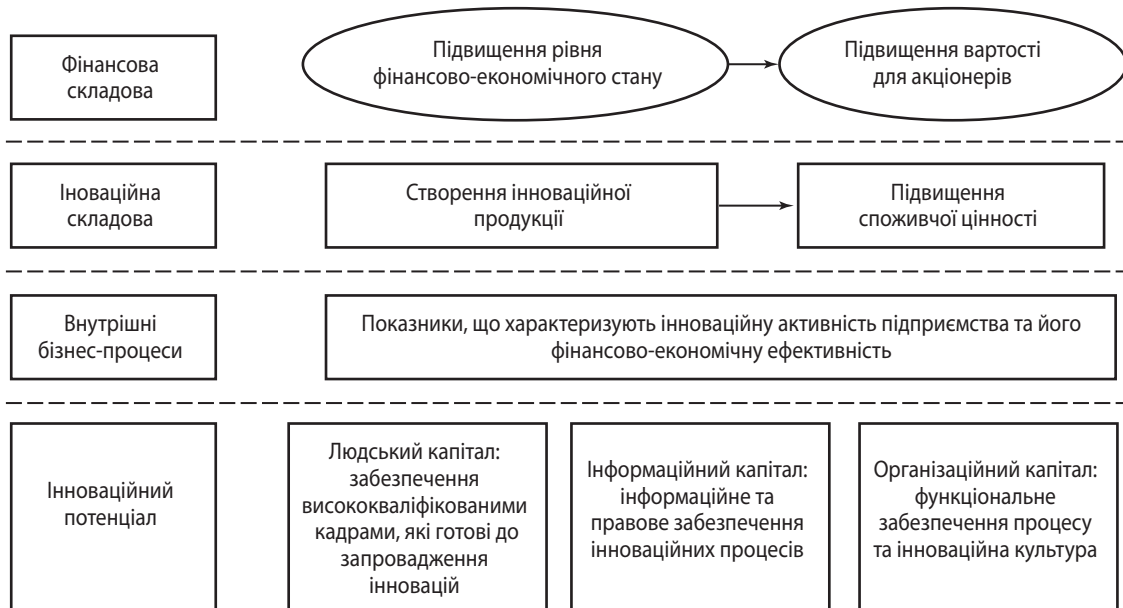 Фінансова
складова
Підвищення рівня
фінансово-економічного стану
Підвищення вартості
для акціонерів
Іноваційна
складова
Створення інноваційної
продукції
Підвищення
споживчої цінності
Внутрішні
бізнес-процеси
Показники, що характеризують інноваційну активність підприємства та його
фінансово-економічну ефективність
Інноваційний
потенціал
Людський капітал:
забезпечення
висококваліфікованими
кадрами, які готові до
запровадження
інновацій
Інформаційний капітал:
інформаційне та
правове забезпечення
інноваційних процесів
Організаційний капітал:
функціональне
забезпечення процесу
та інноваційна культура